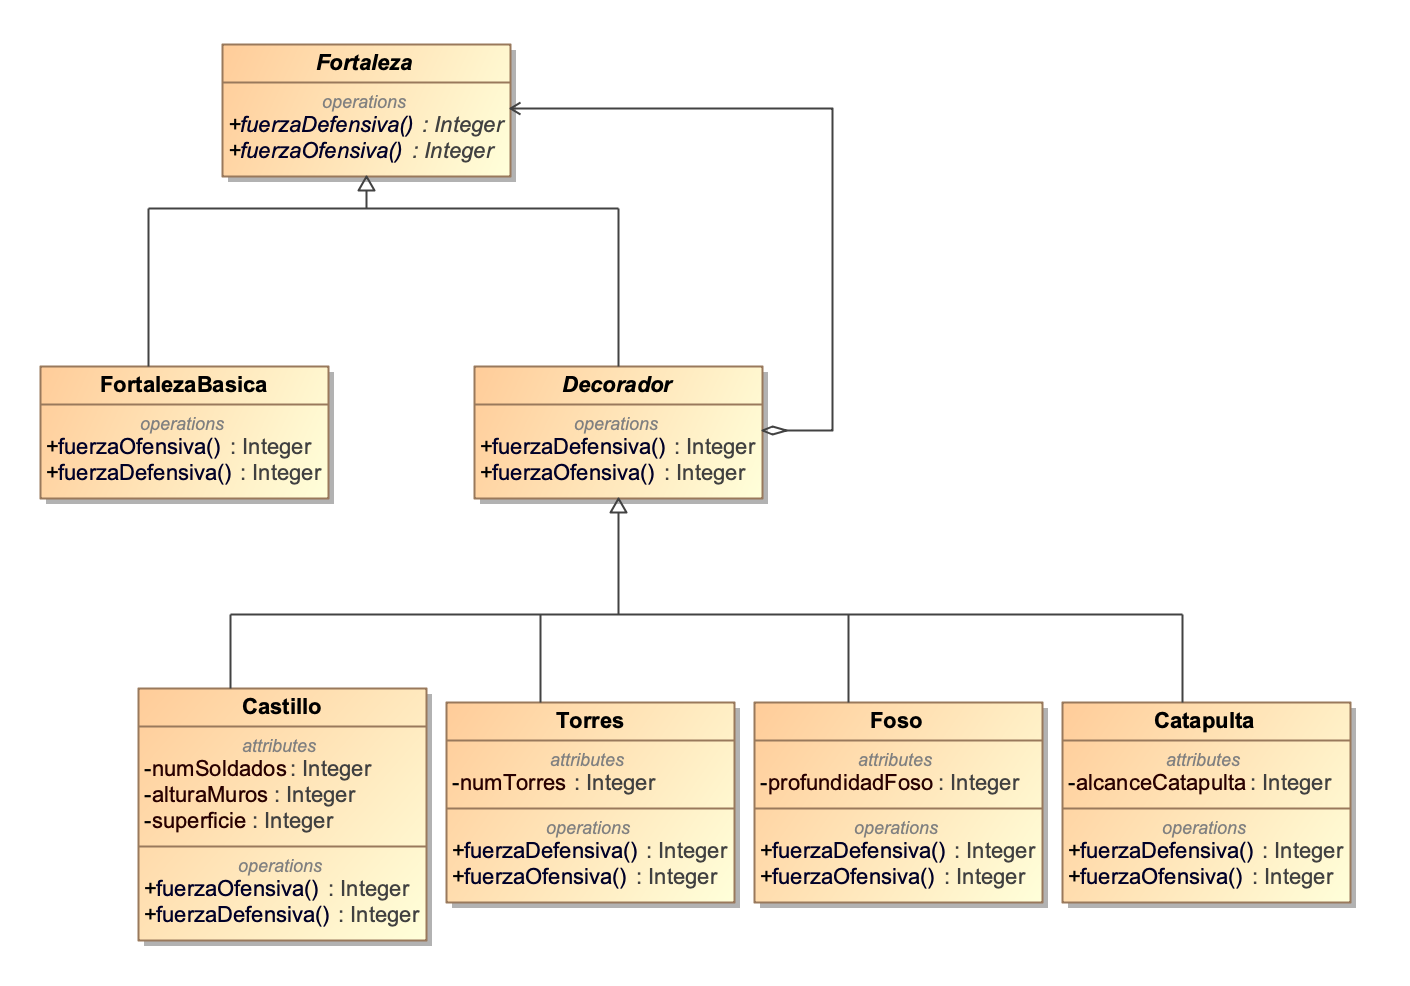 Fortaleza
operations
+fuerzaDefensiva() : Integer
+fuerzaOfensiva() : Integer
FortalezaBasica
operations
+fuerzaOfensiva() : Integer
+fuerzaDefensiva() : Integer
Decorador
operations
+fuerzaDefensiva() : Integer
+fuerzaOfensiva() : Integer
Castillo
attributes
-numSoldados : Integer
-alturaMuros : Integer
-superficie : Integer
operations
+fuerzaOfensiva() : Integer
+fuerzaDefensiva() : Integer
Torres
attributes
-numTorres : Integer
operations
+fuerzaDefensiva() : Integer
+fuerzaOfensiva() : Integer
Foso
attributes
-profundidadFoso : Integer
operations
+fuerzaDefensiva() : Integer
+fuerzaOfensiva() : Integer
Catapulta
attributes
-alcanceCatapulta : Integer
operations
+fuerzaDefensiva() : Integer
+fuerzaOfensiva() : Integer